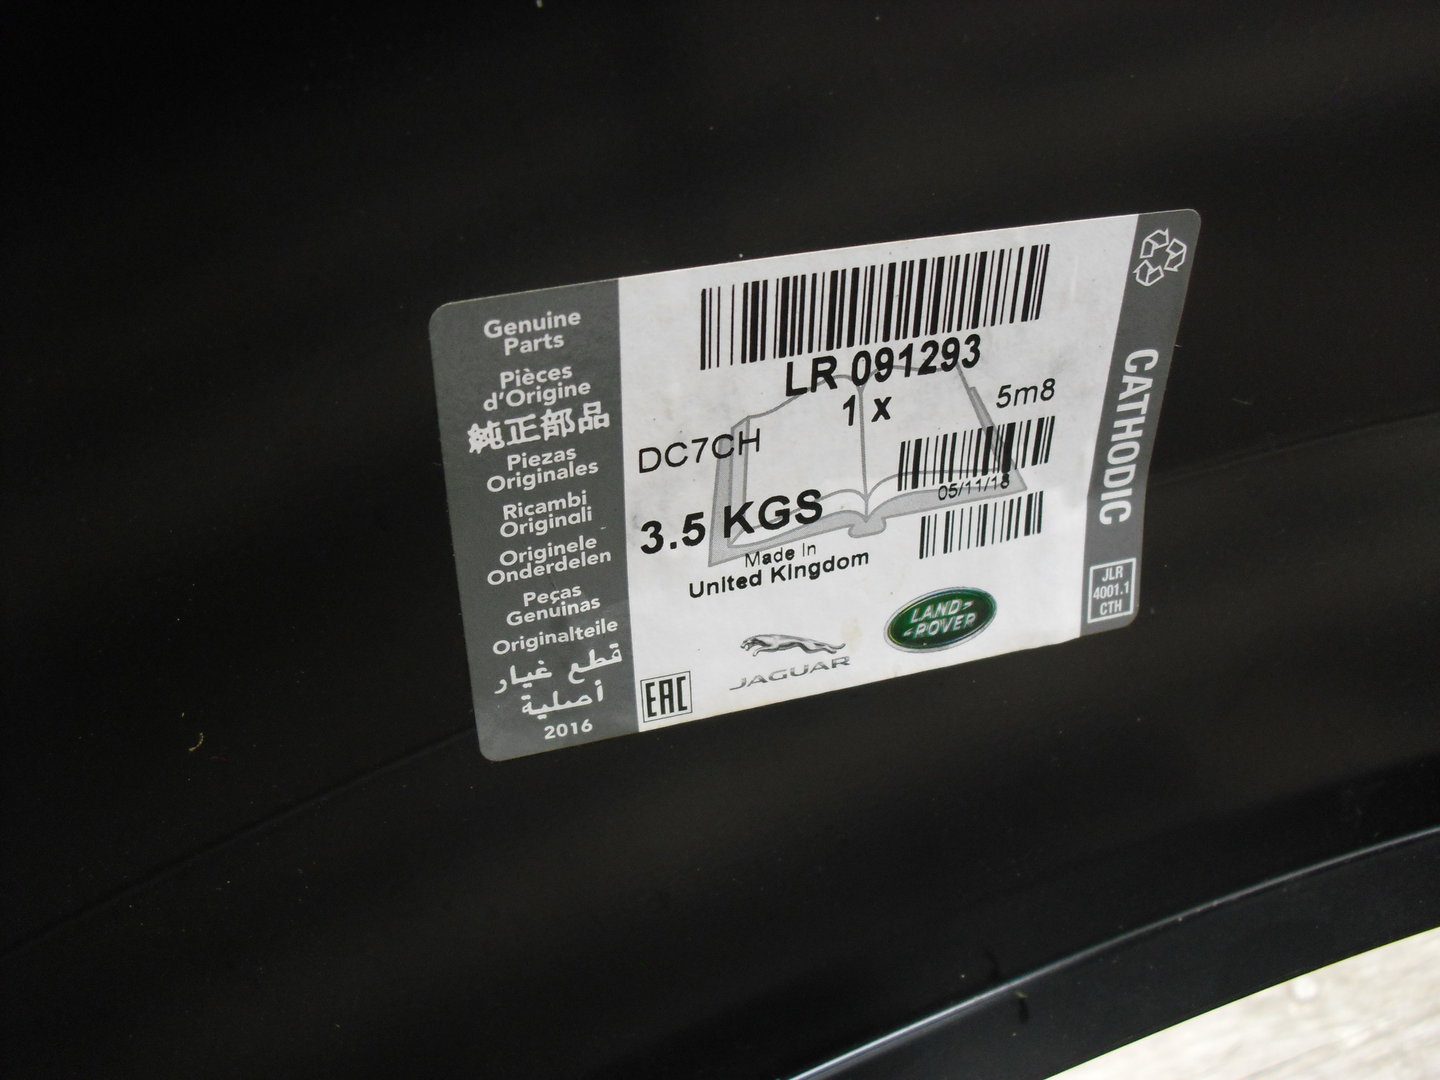 Genuine
Parts
Pièces
d'Origine
純正部品
Piezas
Originales
Ricambi
Originali
Originele
Onderdelen
Peças
Genuinas
Originalteile
قطع غيار
أصلية
2016
LR 091293
1 x
5m8
DC7CH
05/11/18
3.5 KGS
Made In
United Kingdom
EAC
JAGUAR
LAND-
-ROVER
CATHODIC
JLR
4001.1
CTH